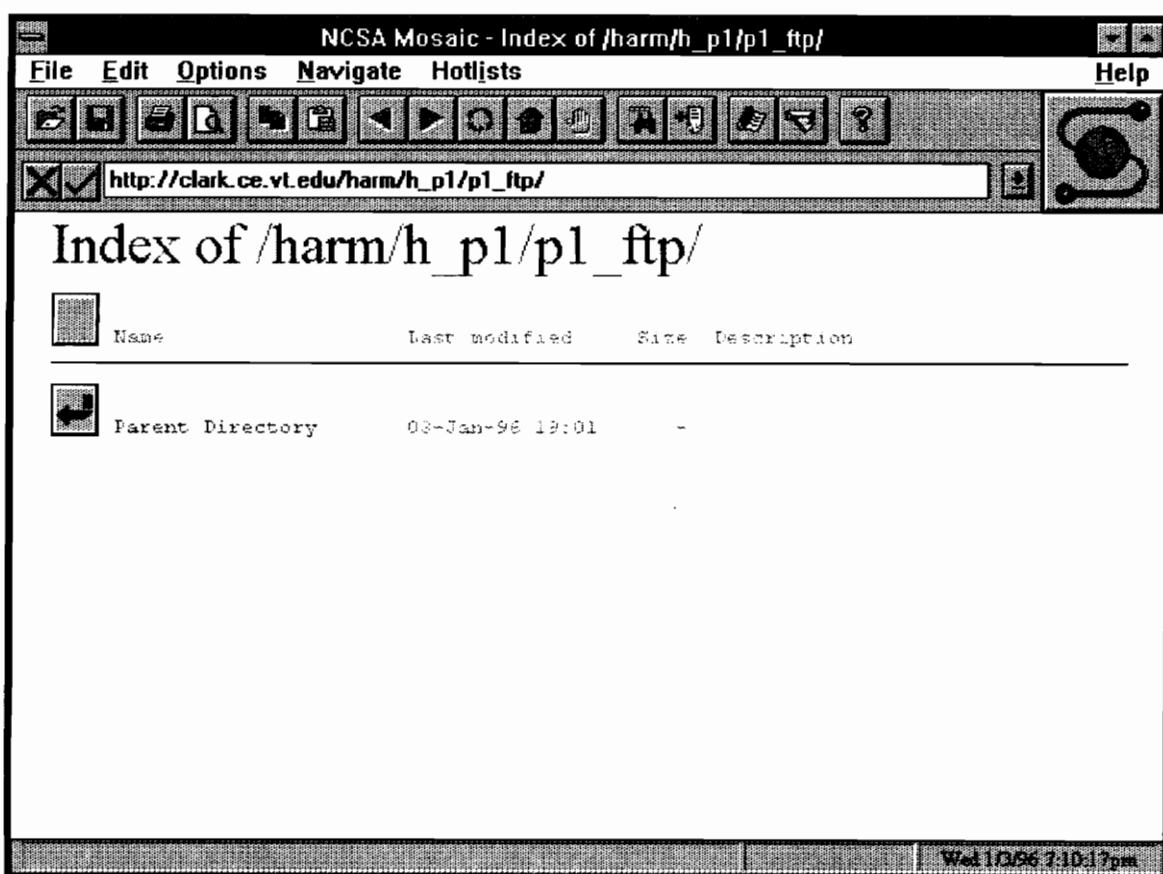 NCSA Mosaic - Index of /harm/h_p1/p1_ftp/
File Edit Options Navigate Hotlists Help
http://clark.ce.vt.edu/harm/h_p1/p1_ftp/
Index of /harm/h_p1/p1_ftp/
Name Last modified Size Description
Parent Directory 03-Jan-96 19:01 -
Wed 1/3/96 7:10:17pm